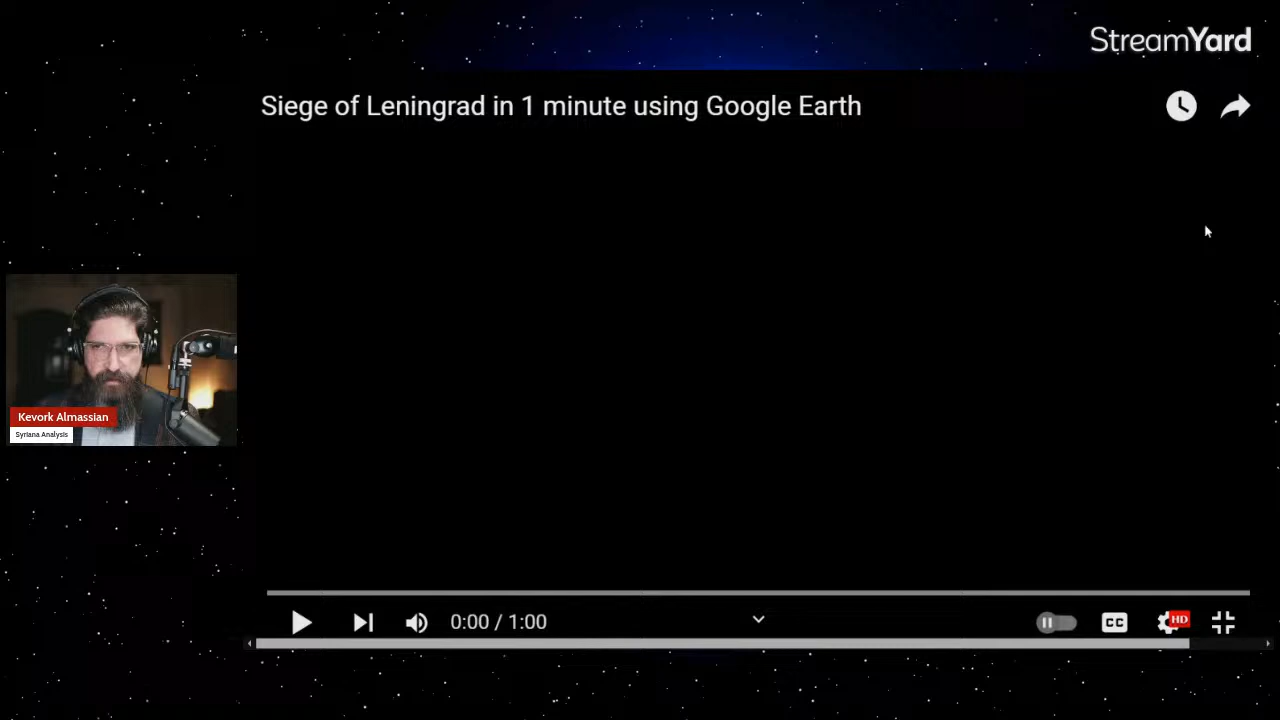 StreamYard
Siege of Leningrad in 1 minute using Google Earth
Kevork Almassian
Syriana Analysis
0:00 / 1:00
CC
HD